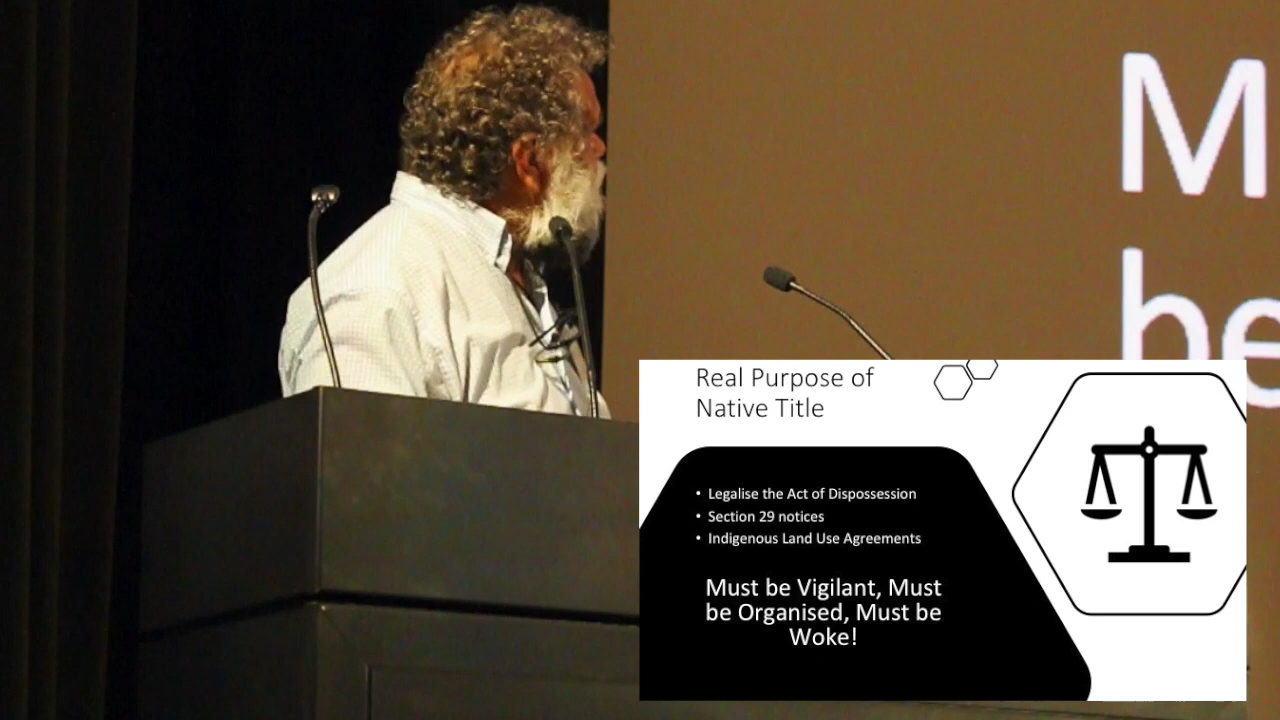 M
be
Real Purpose of
Native Title
• Legalise the Act of Dispossession
• Section 29 notices
• Indigenous Land Use Agreements
Must be Vigilant, Must
be Organised, Must be
Woke!